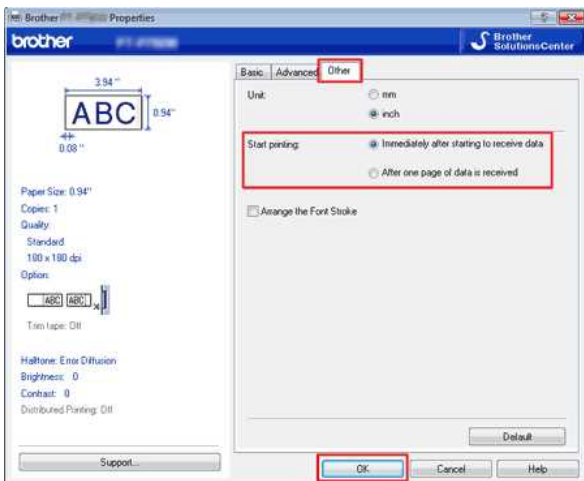 Brother Properties
brother
Brother
SolutionsCenter
3.94 "
ABC
0.94"
0.08 "
Paper Size: 0.94"
Copies: 1
Quality:
Standard
180 x 180 dpi
Option:
ABC ABC
Trim tape: Off
Halftone: Error Diffusion
Brightness: 0
Contrast: 0
Distributed Printing: Off
Support...
Basic Advanced Other
Unit:
mm
inch
Start printing:
Immediately after starting to receive data
After one page of data is received
Arrange the Font Stroke
Default
OK Cancel Help